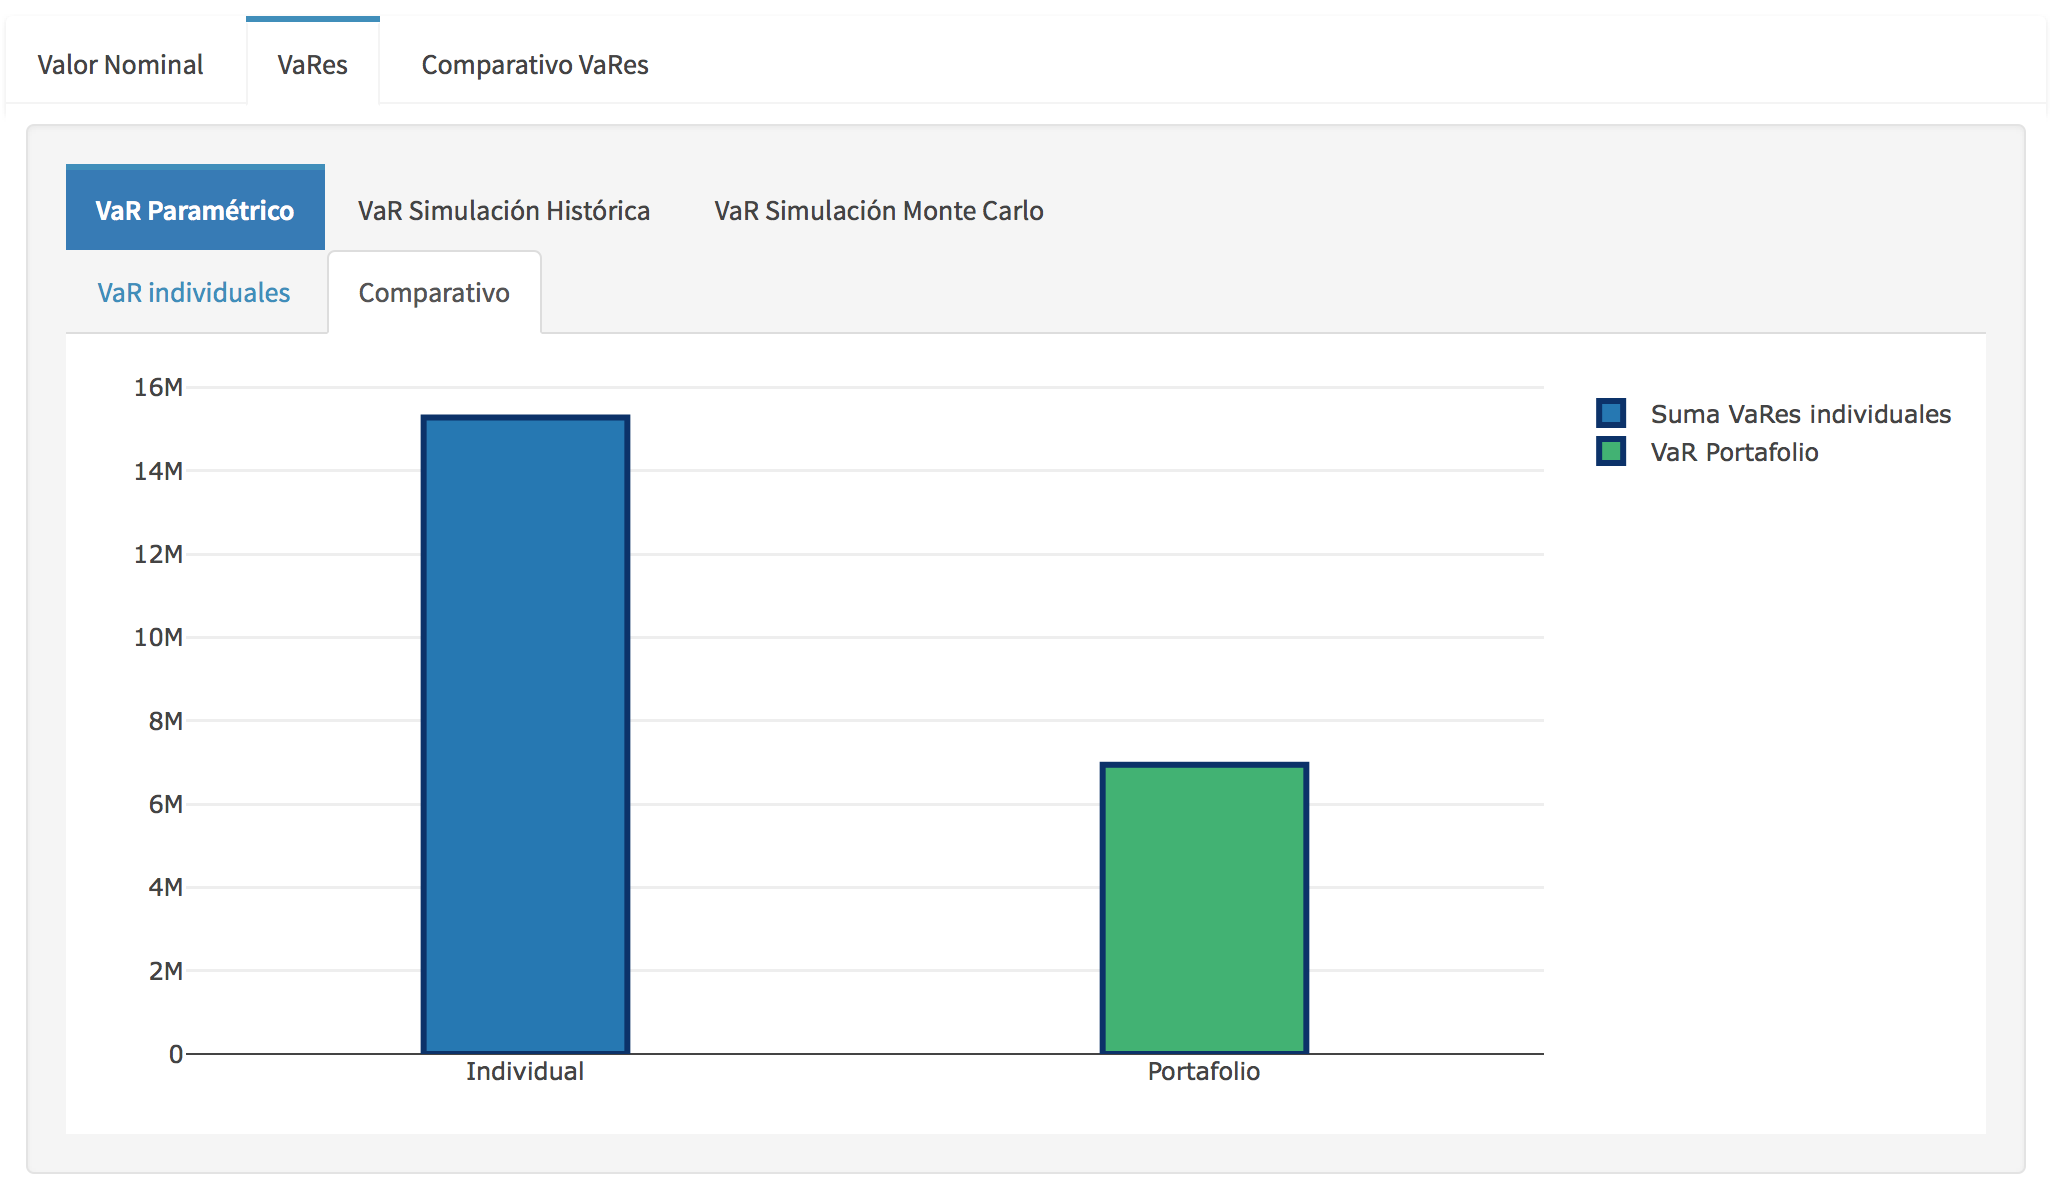 Valor Nominal VaRes Comparativo VaRes
VaR Paramétrico VaR Simulación Histórica VaR Simulación Monte Carlo
VaR individuales Comparativo
16M
14M
12M
10M
8M
6M
4M
2M
0
Individual Portafolio
Suma VaRes individuales
VaR Portafolio